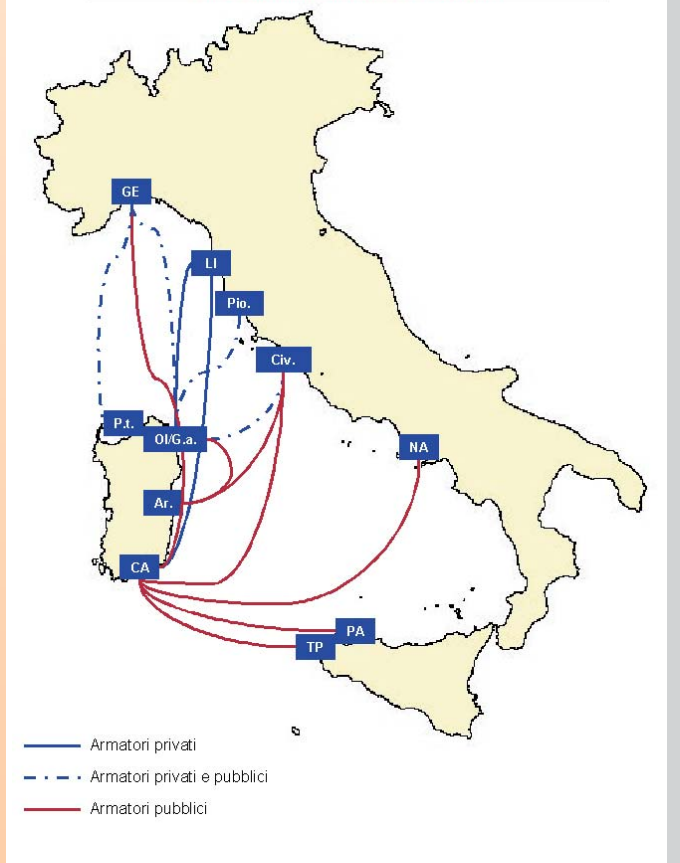 GE
LI
Pio.
Civ.
P.t.
Ol/G.a.
NA
Ar.
CA
PA
TP
Armatori privati
Armatori privati e pubblici
Armatori pubblici